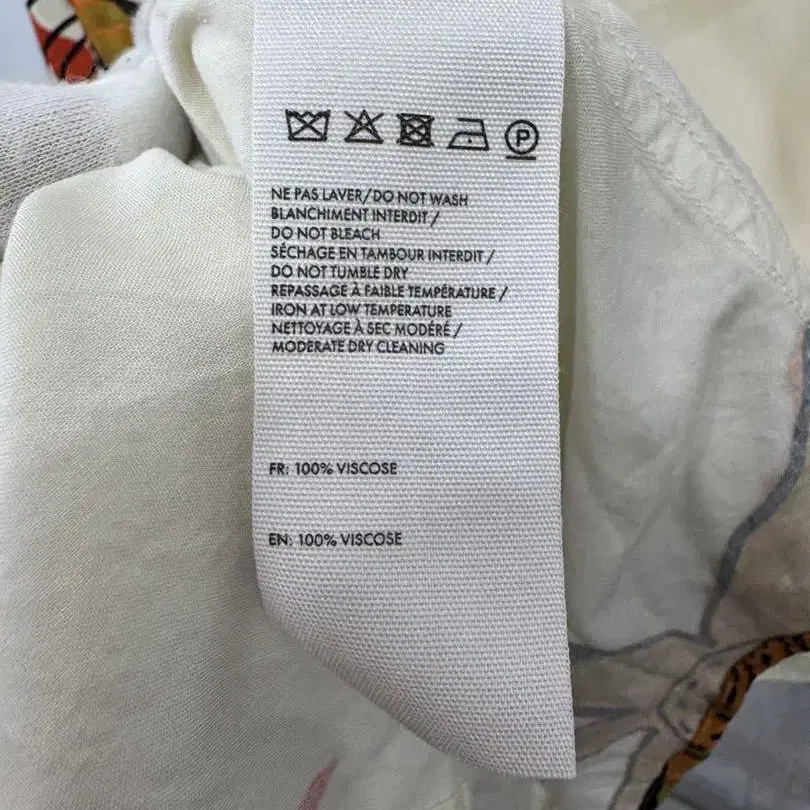 P
NE PAS LAVER/DO NOT WASH
BLANCHIMENT INTERDIT /
DO NOT BLEACH
SÉCHAGE EN TAMBOUR INTERDIT /
DO NOT TUMBLE DRY
REPASSAGE À FAIBLE TEMPÉRATURE /
IRON AT LOW TEMPERATURE
NETTOYAGE À SEC MODÉRÉ /
MODERATE DRY CLEANING
FR: 100% VISCOSE
EN: 100% VISCOSE